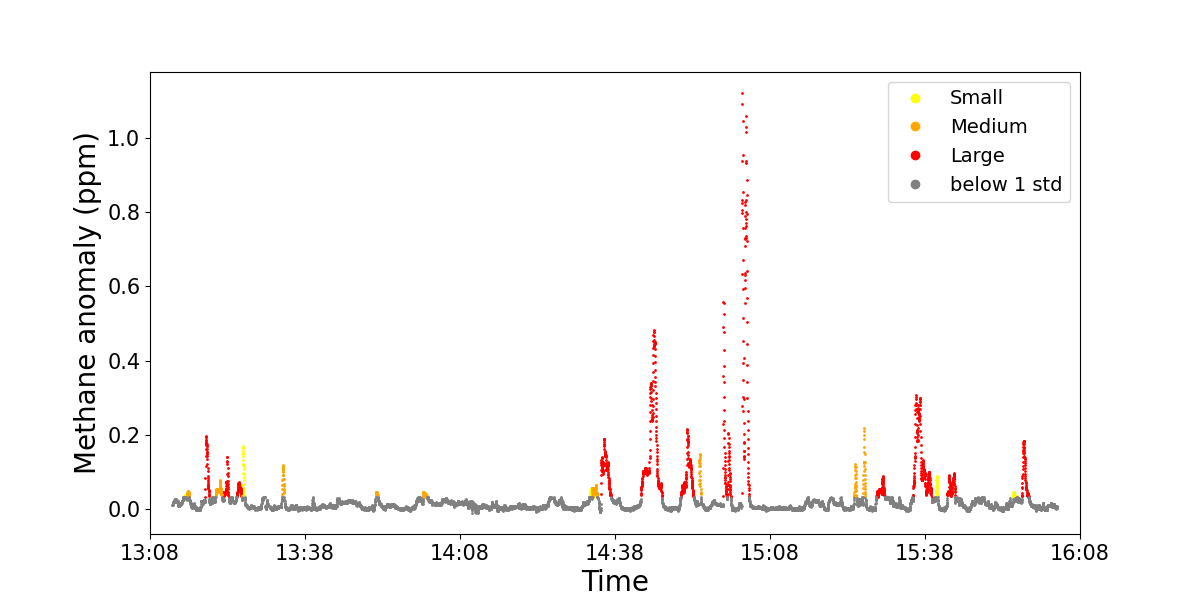 Small
Medium
Large
below 1 std
Methane anomaly (ppm)
1.0
0.8
0.6
0.4
0.2
0.0
13:08 13:38 14:08 14:38 15:08 15:38 16:08
Time